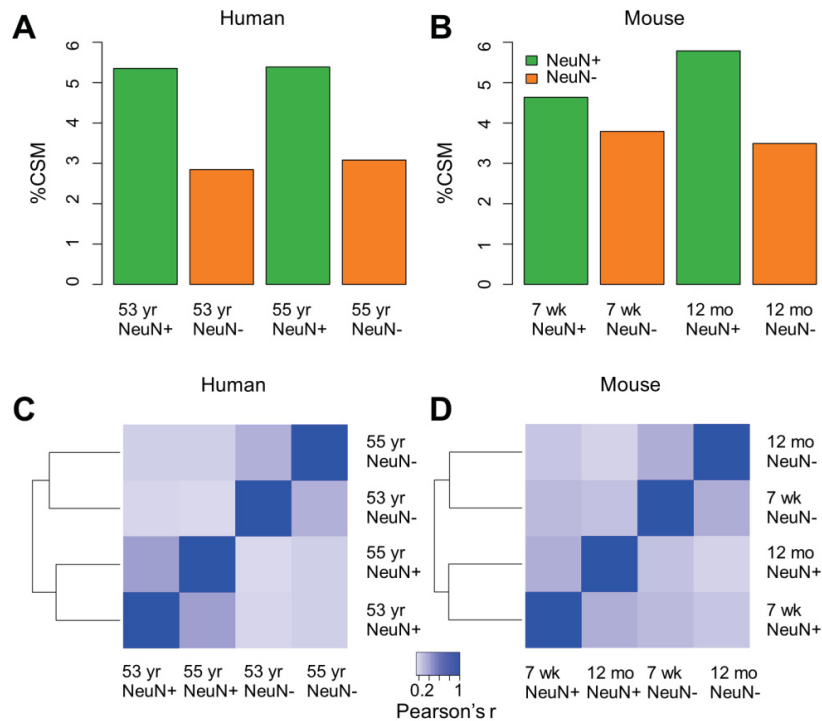 A
Human
B
Mouse
%CSM
0
1
2
3
4
5
6
53 yr
NeuN+
53 yr
NeuN-
55 yr
NeuN+
55 yr
NeuN-
%CSM
0
1
2
3
4
5
6
NeuN+
NeuN-
7 wk
NeuN+
7 wk
NeuN-
12 mo
NeuN+
12 mo
NeuN-
C
Human
D
Mouse
55 yr
NeuN-
53 yr
NeuN-
55 yr
NeuN+
53 yr
NeuN+
53 yr
NeuN+
55 yr
NeuN+
53 yr
NeuN-
55 yr
NeuN-
12 mo
NeuN-
7 wk
NeuN-
12 mo
NeuN+
7 wk
NeuN+
7 wk
NeuN+
12 mo
NeuN+
7 wk
NeuN-
12 mo
NeuN-
0.2 1
Pearson's r